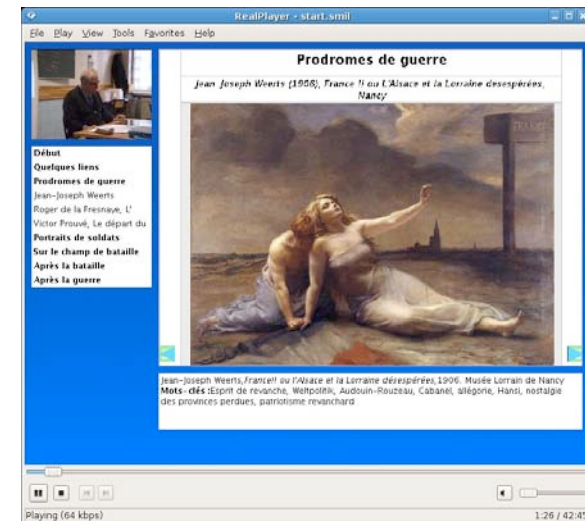 RealPlayer - start.smil
File Play View Tools Favorites Help
Début
Quelques liens
Prodromes de guerre
Jean-Joseph Weerts
Roger de la Fresnaye, L'
Victor Prouvé, Le départ du
Portraits de soldats
Sur le champ de bataille
Après la bataille
Après la guerre
Prodromes de guerre
Jean Joseph Weerts (1906), France !! ou L'Alsace et la Lorraine desespérées,
Nancy
FRANCE
Jean-Joseph Weerts, France!! ou l'Alsace et la Lorraine désespérées, 1906. Musée Lorrain de Nancy
Mots-clés :Esprit de revanche, Weltpolitik, Audouin-Rouzeau, Cabanel, allégorie, Hansi, nostalgie
des provinces perdues, patriotisme revanchard
Playing (64 kbps)
1:26 / 42:4